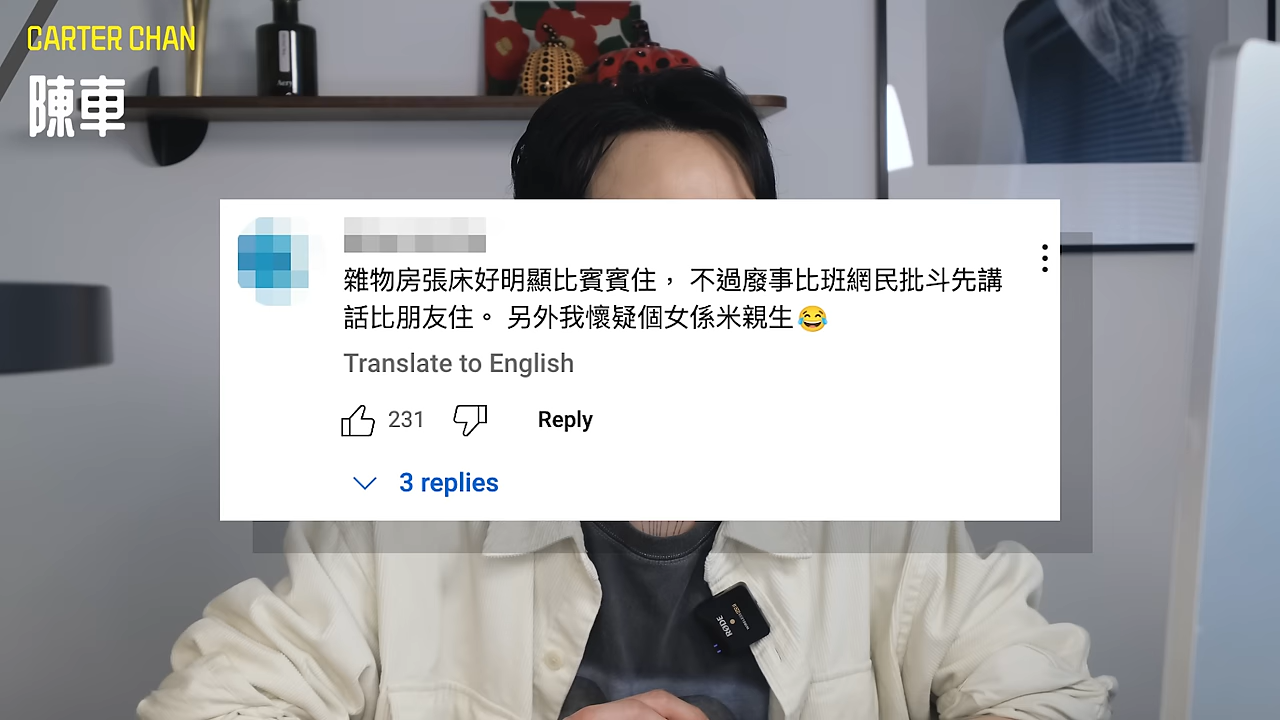 CARTER CHAN
陳車
雜物房張床好明顯比賓賓住， 不過廢事比班網民批斗先講
話比朋友住。 另外我懷疑個女係米親生😂
Translate to English
231
Reply
3 replies
RØDE